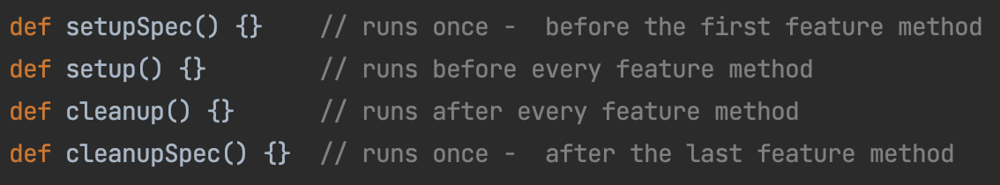 def setupSpec() {}    // runs once -  before the first feature method
def setup() {}        // runs before every feature method
def cleanup() {}      // runs after every feature method
def cleanupSpec() {}  // runs once -  after the last feature method